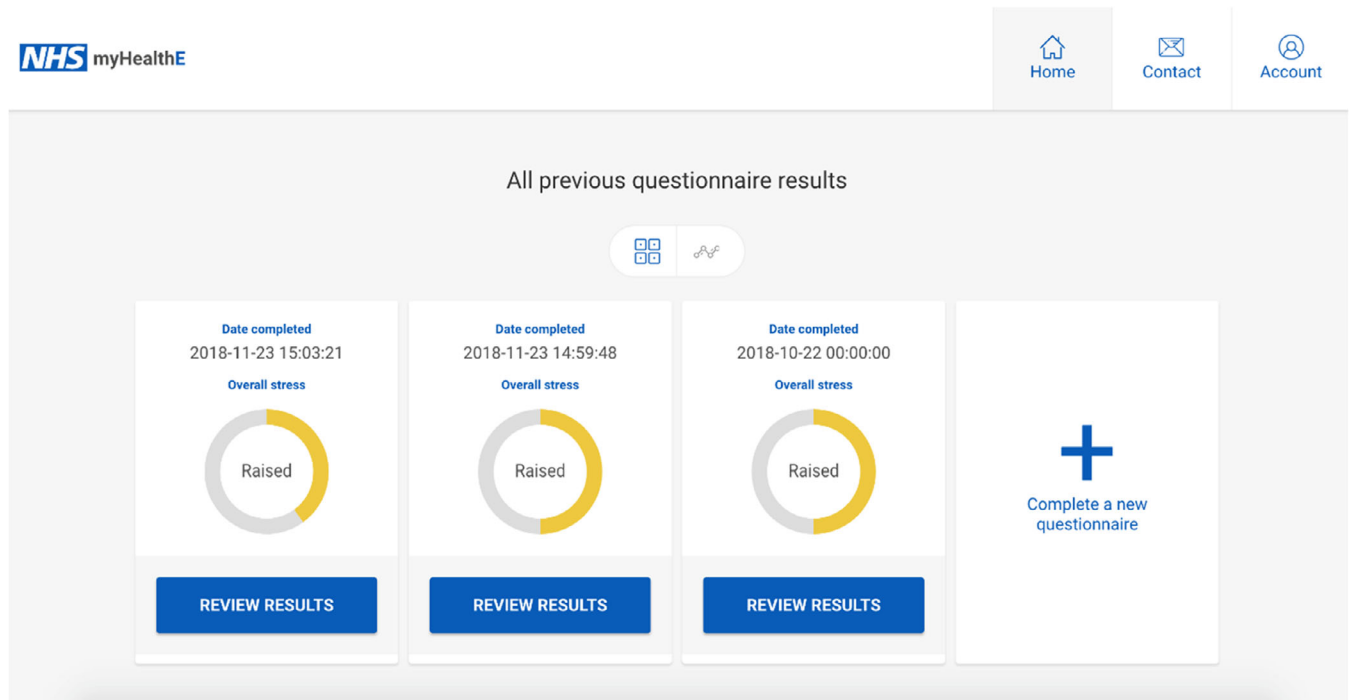 NHS myHealthE
Home
Contact
Account
All previous questionnaire results
Date completed
2018-11-23 15:03:21
Overall stress
Raised
REVIEW RESULTS
Date completed
2018-11-23 14:59:48
Overall stress
Raised
REVIEW RESULTS
Date completed
2018-10-22 00:00:00
Overall stress
Raised
REVIEW RESULTS
Complete a new
questionnaire